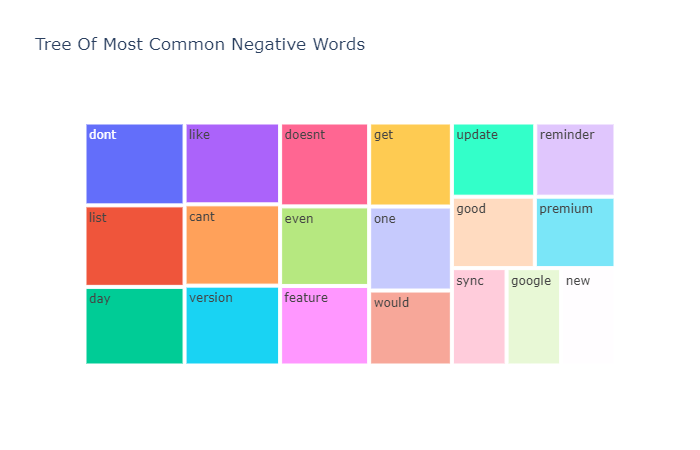 Tree Of Most Common Negative Words
dont
like
doesnt
get
update
reminder
list
cant
even
one
good
premium
day
version
feature
would
sync
google
new